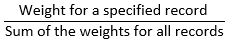 Weight for a specified record
Sum of the weights for all records